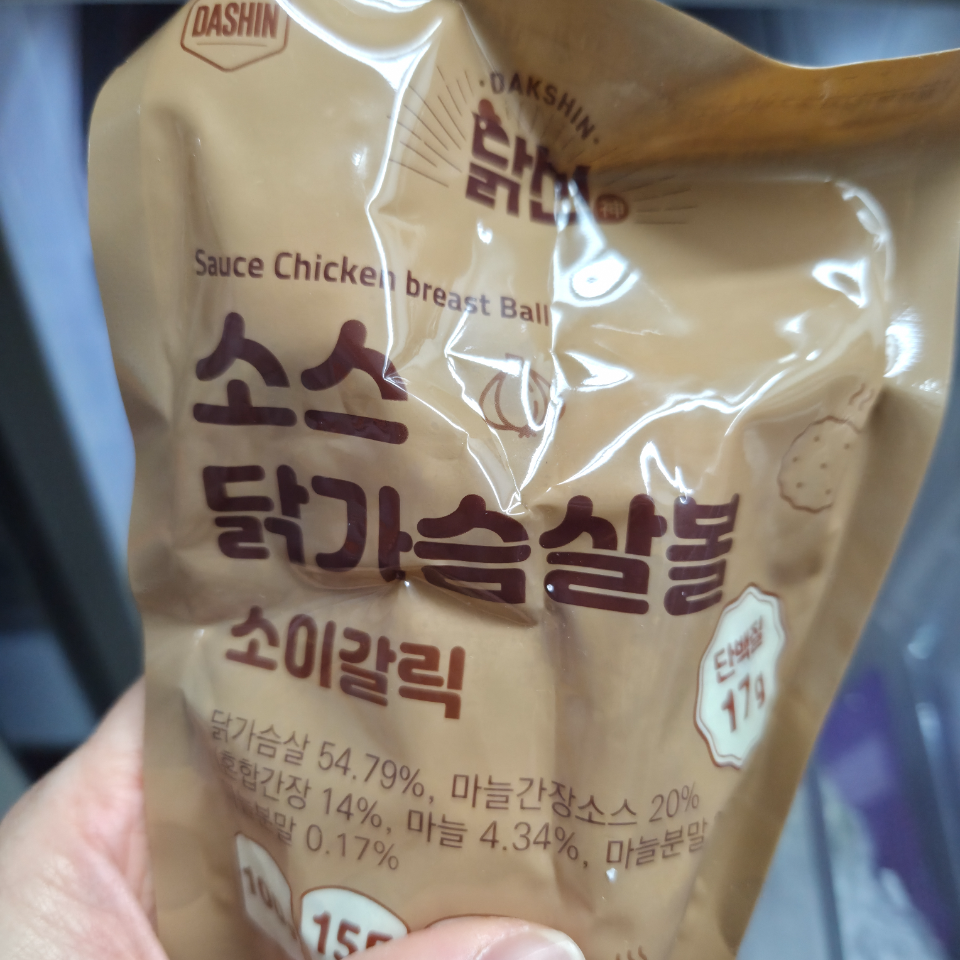 DASHIN
·DAKSHIN·
닭신 神
Sauce Chicken breast Ball
소스
닭가슴살볼
소이갈릭
단백질
17g
닭가슴살 54.79%, 마늘간장소스 20%
혼합간장 14%, 마늘 4.34%, 마늘분말
0.17%